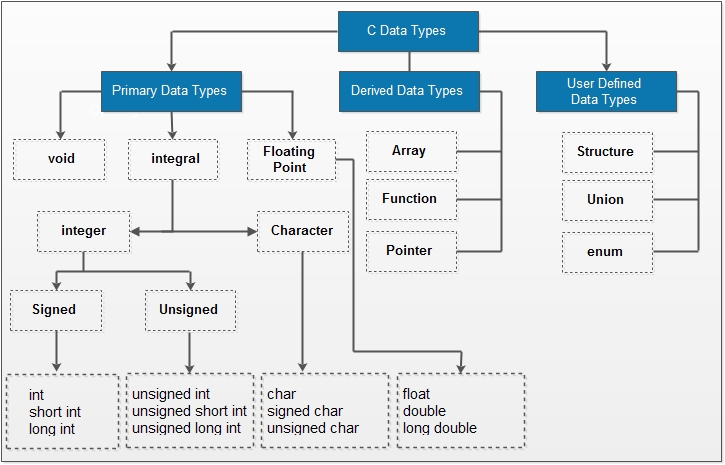 C Data Types
Primary Data Types
Derived Data Types
User Defined
Data Types
void
integral
Floating
Point
Array
Structure
Function
Union
integer
Character
Pointer
enum
Signed
Unsigned
int
short int
long int
unsigned int
unsigned short int
unsigned long int
char
signed char
unsigned char
float
double
long double